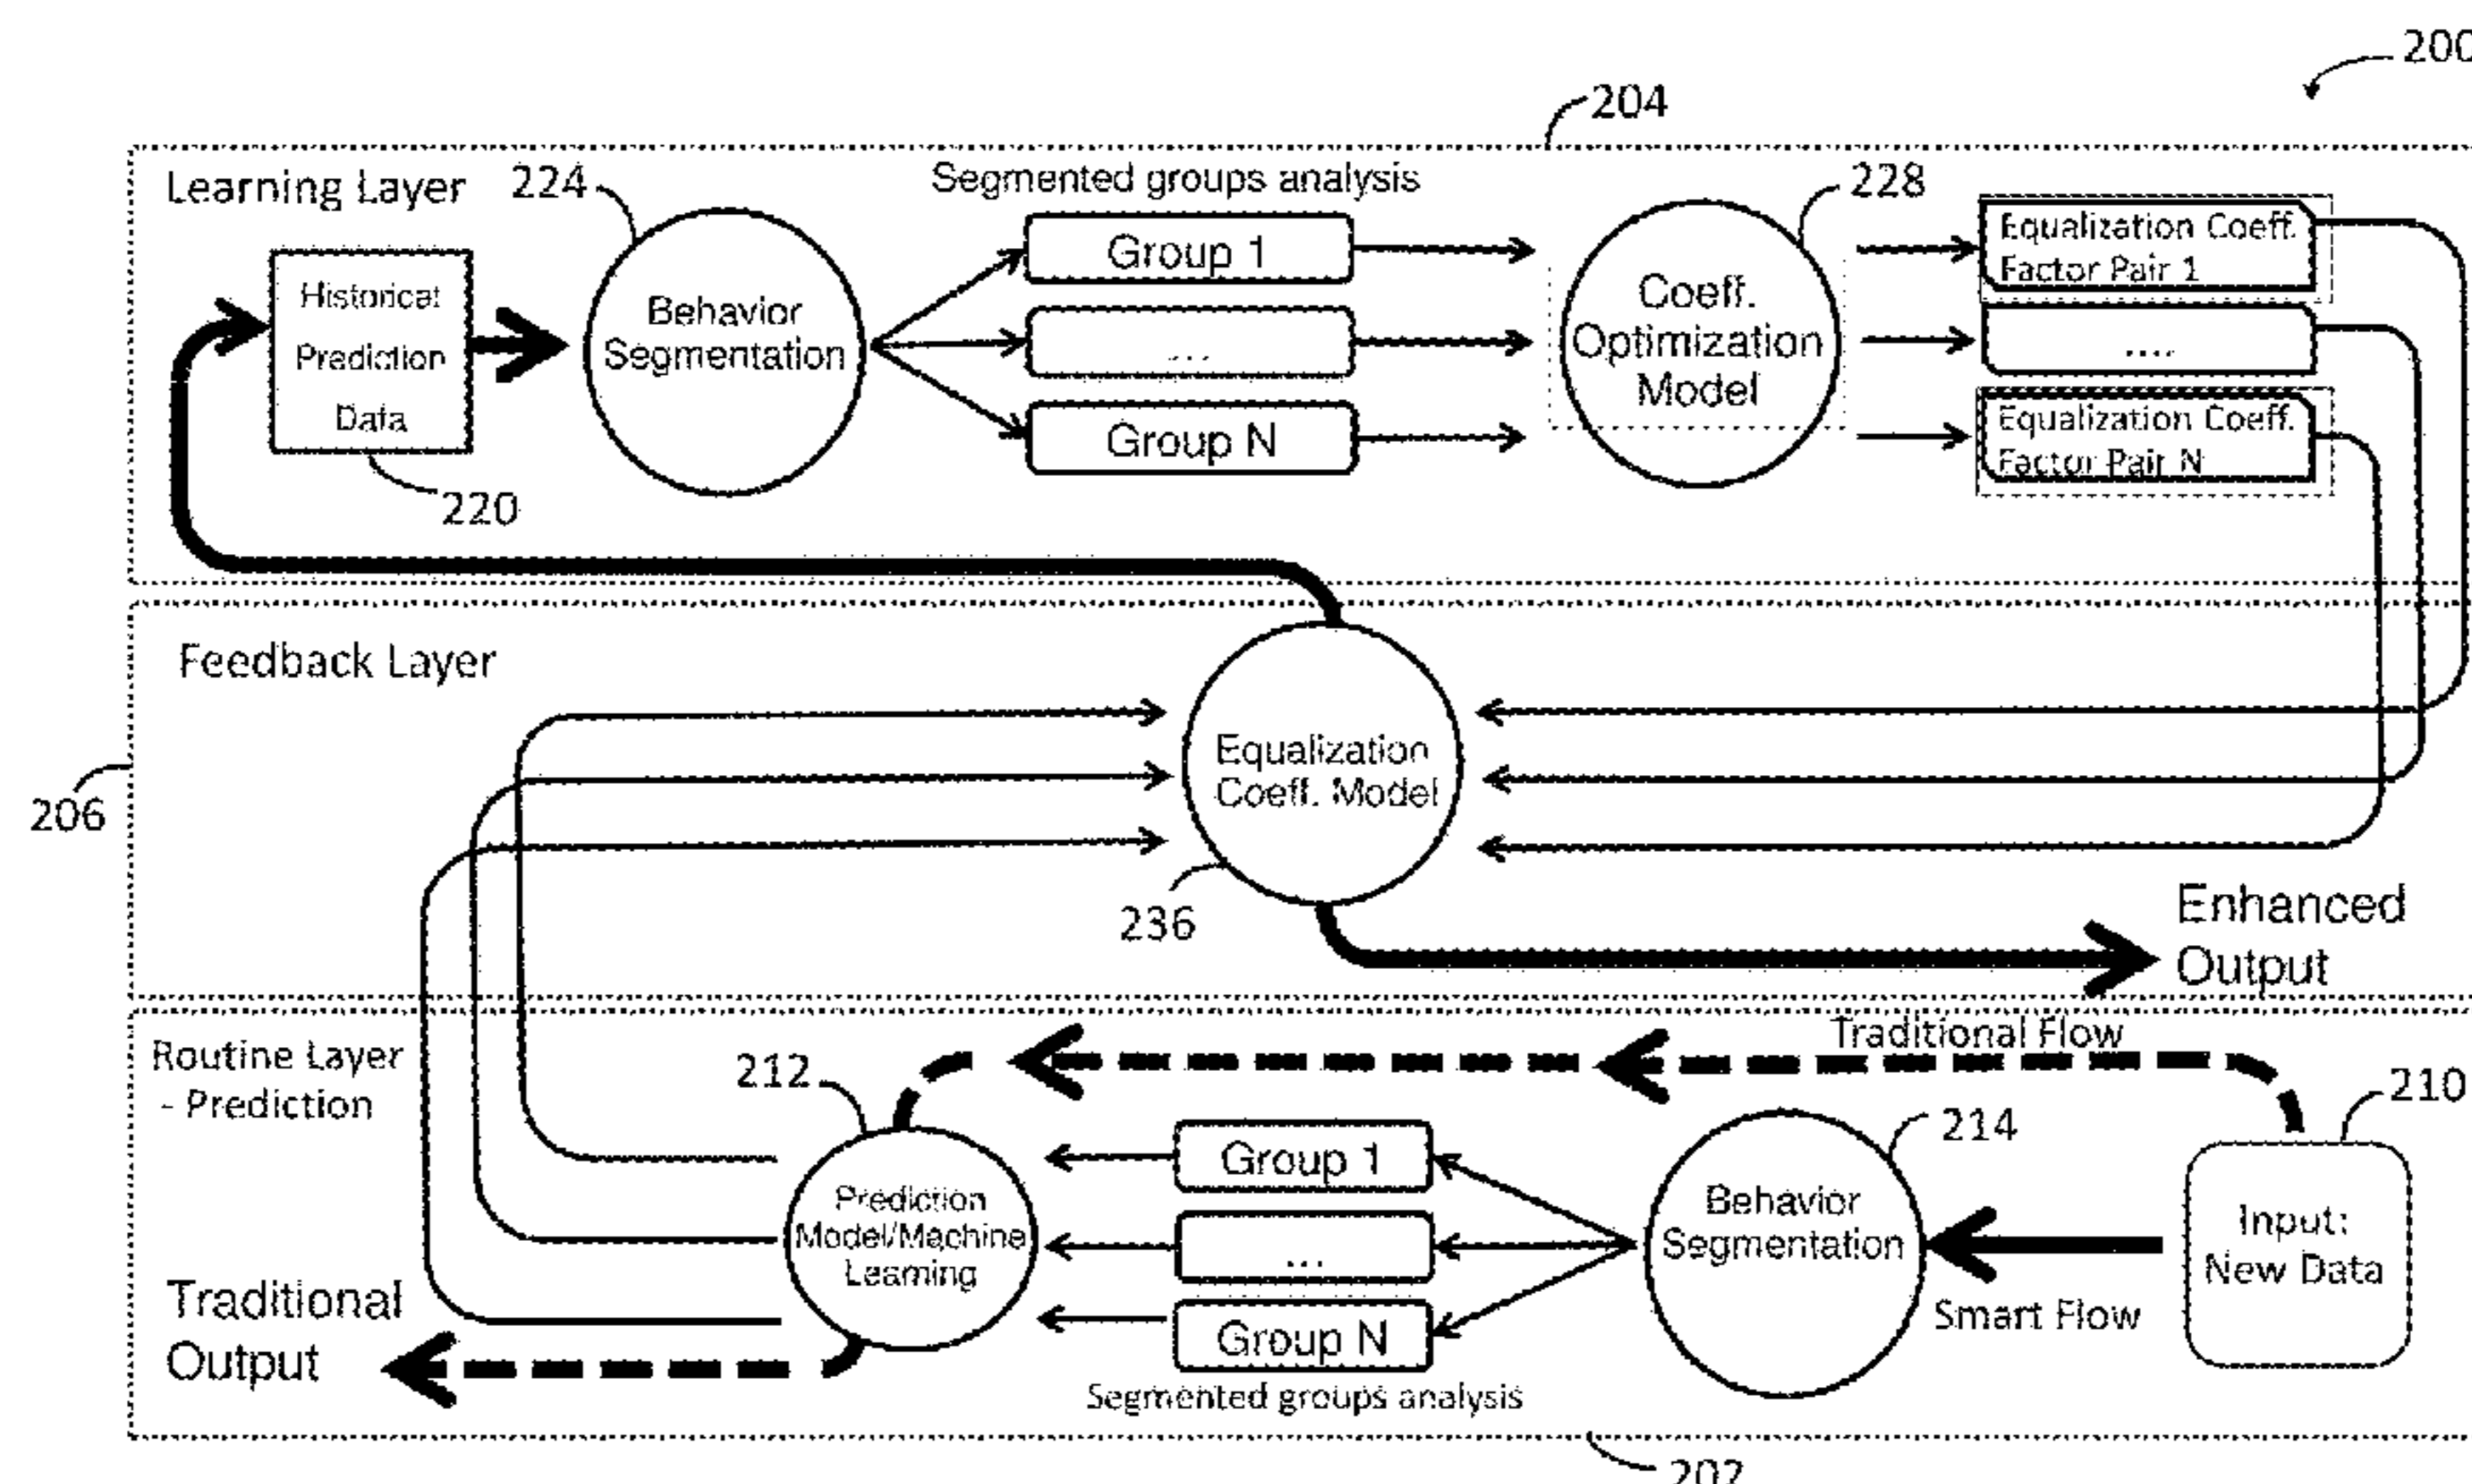 200
204
Learning Layer
224
Segmented groups analysis
228
Historical
Prediction
Data
220
Behavior
Segmentation
Group 1
...
Group N
Coeff.
Optimization
Model
Equalization Coeff.
Factor Pair 1
....
Equalization Coeff.
Factor Pair N
Feedback Layer
206
Equalization
Coeff. Model
236
Enhanced
Output
Routine Layer
- Prediction
Traditional Flow
212
210
214
Prediction
Model/Machine
Learning
Group 1
...
Group N
Segmented groups analysis
Behavior
Segmentation
Input:
New Data
Smart Flow
Traditional
Output
202